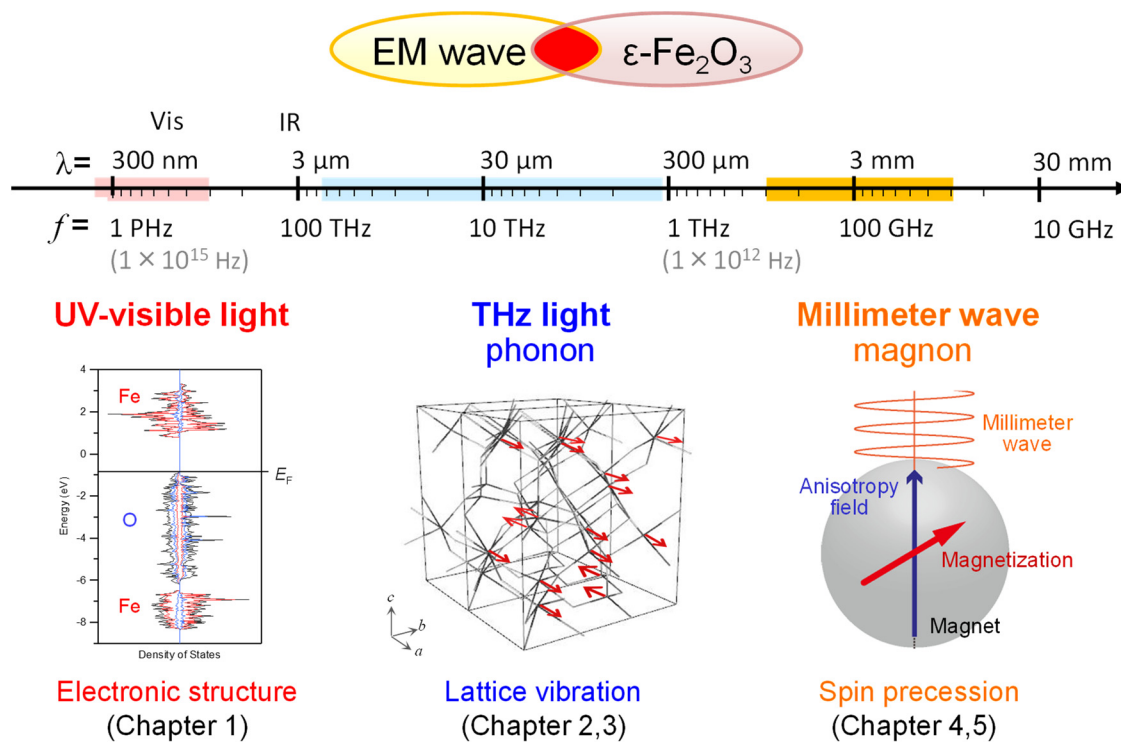 EM wave
ε-Fe₂O₃
Vis
IR
λ=
300 nm
3 μm
30 μm
300 μm
3 mm
30 mm
f =
1 PHz
100 THz
10 THz
1 THz
100 GHz
10 GHz
(1 × 10¹⁵ Hz)
(1 × 10¹² Hz)
UV-visible light
THz light
phonon
Millimeter wave
magnon
4
2
0
-2
-4
-6
-8
Energy (eV)
Fe
O
Fe
E_F
Density of States
c
b
a
Millimeter
wave
Anisotropy
field
Magnetization
Magnet
Electronic structure
(Chapter 1)
Lattice vibration
(Chapter 2,3)
Spin precession
(Chapter 4,5)